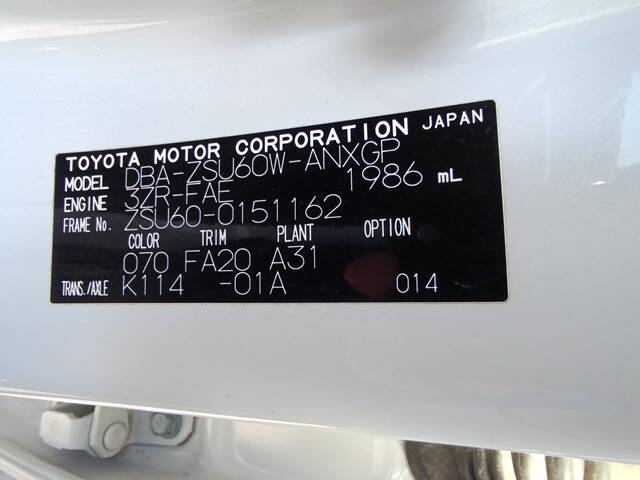 TOYOTA MOTOR CORPORATION JAPAN
MODEL DBA-ZSU60W-ANXGP
ENGINE 3ZR-FAE 1986 mL
FRAME No. ZSU60-0151162
COLOR TRIM PLANT OPTION
070 FA20 A31
TRANS./AXLE K114 -01A 014